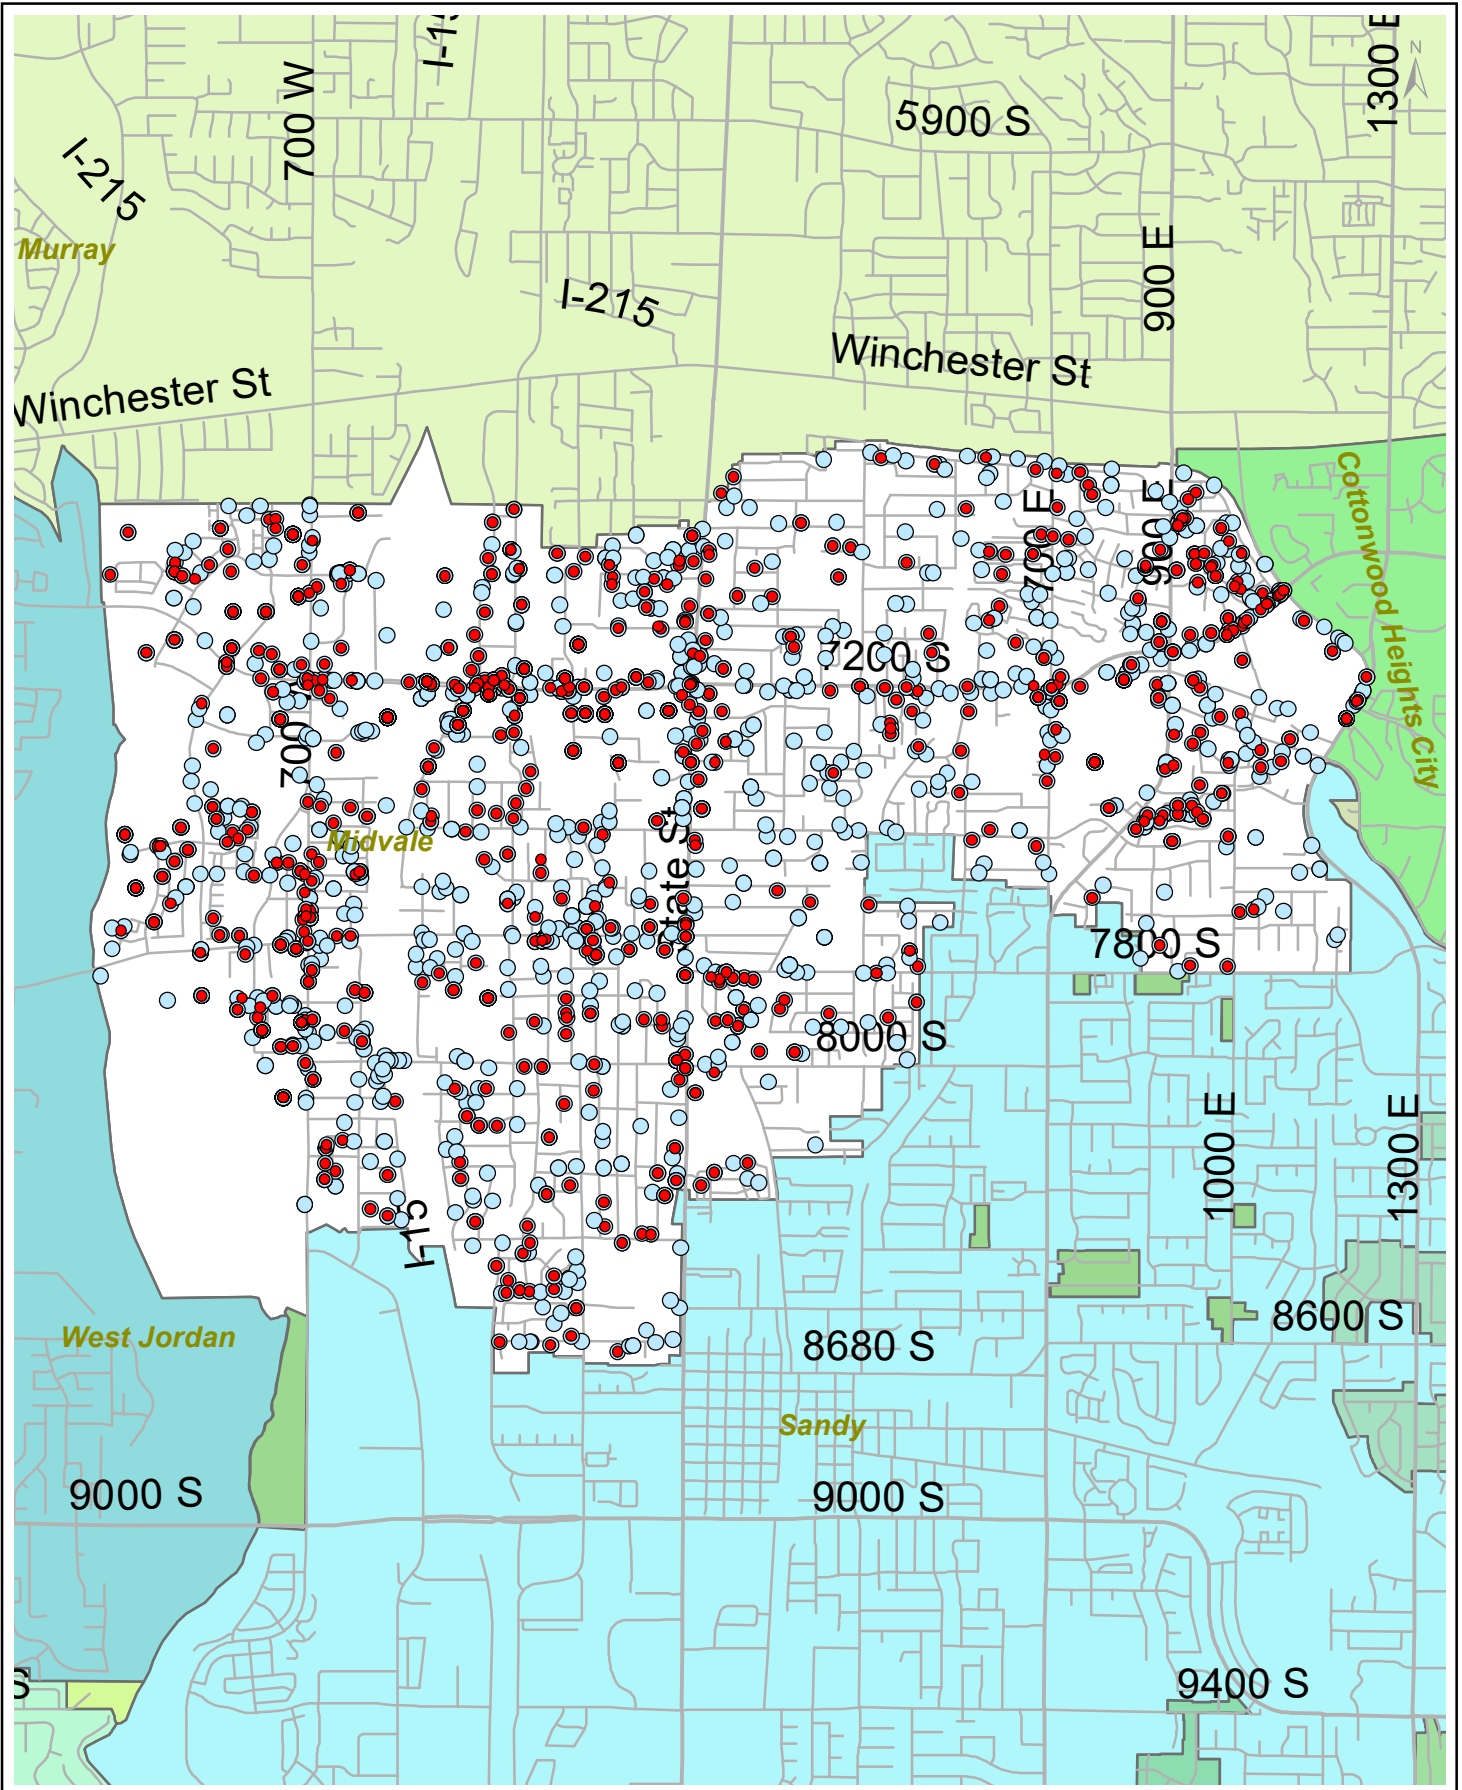 I-15
1300 E
N
700 W
5900 S
I-215
Murray
900 E
I-215
Winchester St
Winchester St
Cottonwood Heights City
700 E
900 E
7200 S
700
Midvale
State St
7800 S
8000 S
1000 E
1300 E
I-15
West Jordan
8680 S
8600 S
Sandy
9000 S
9000 S
S
9400 S